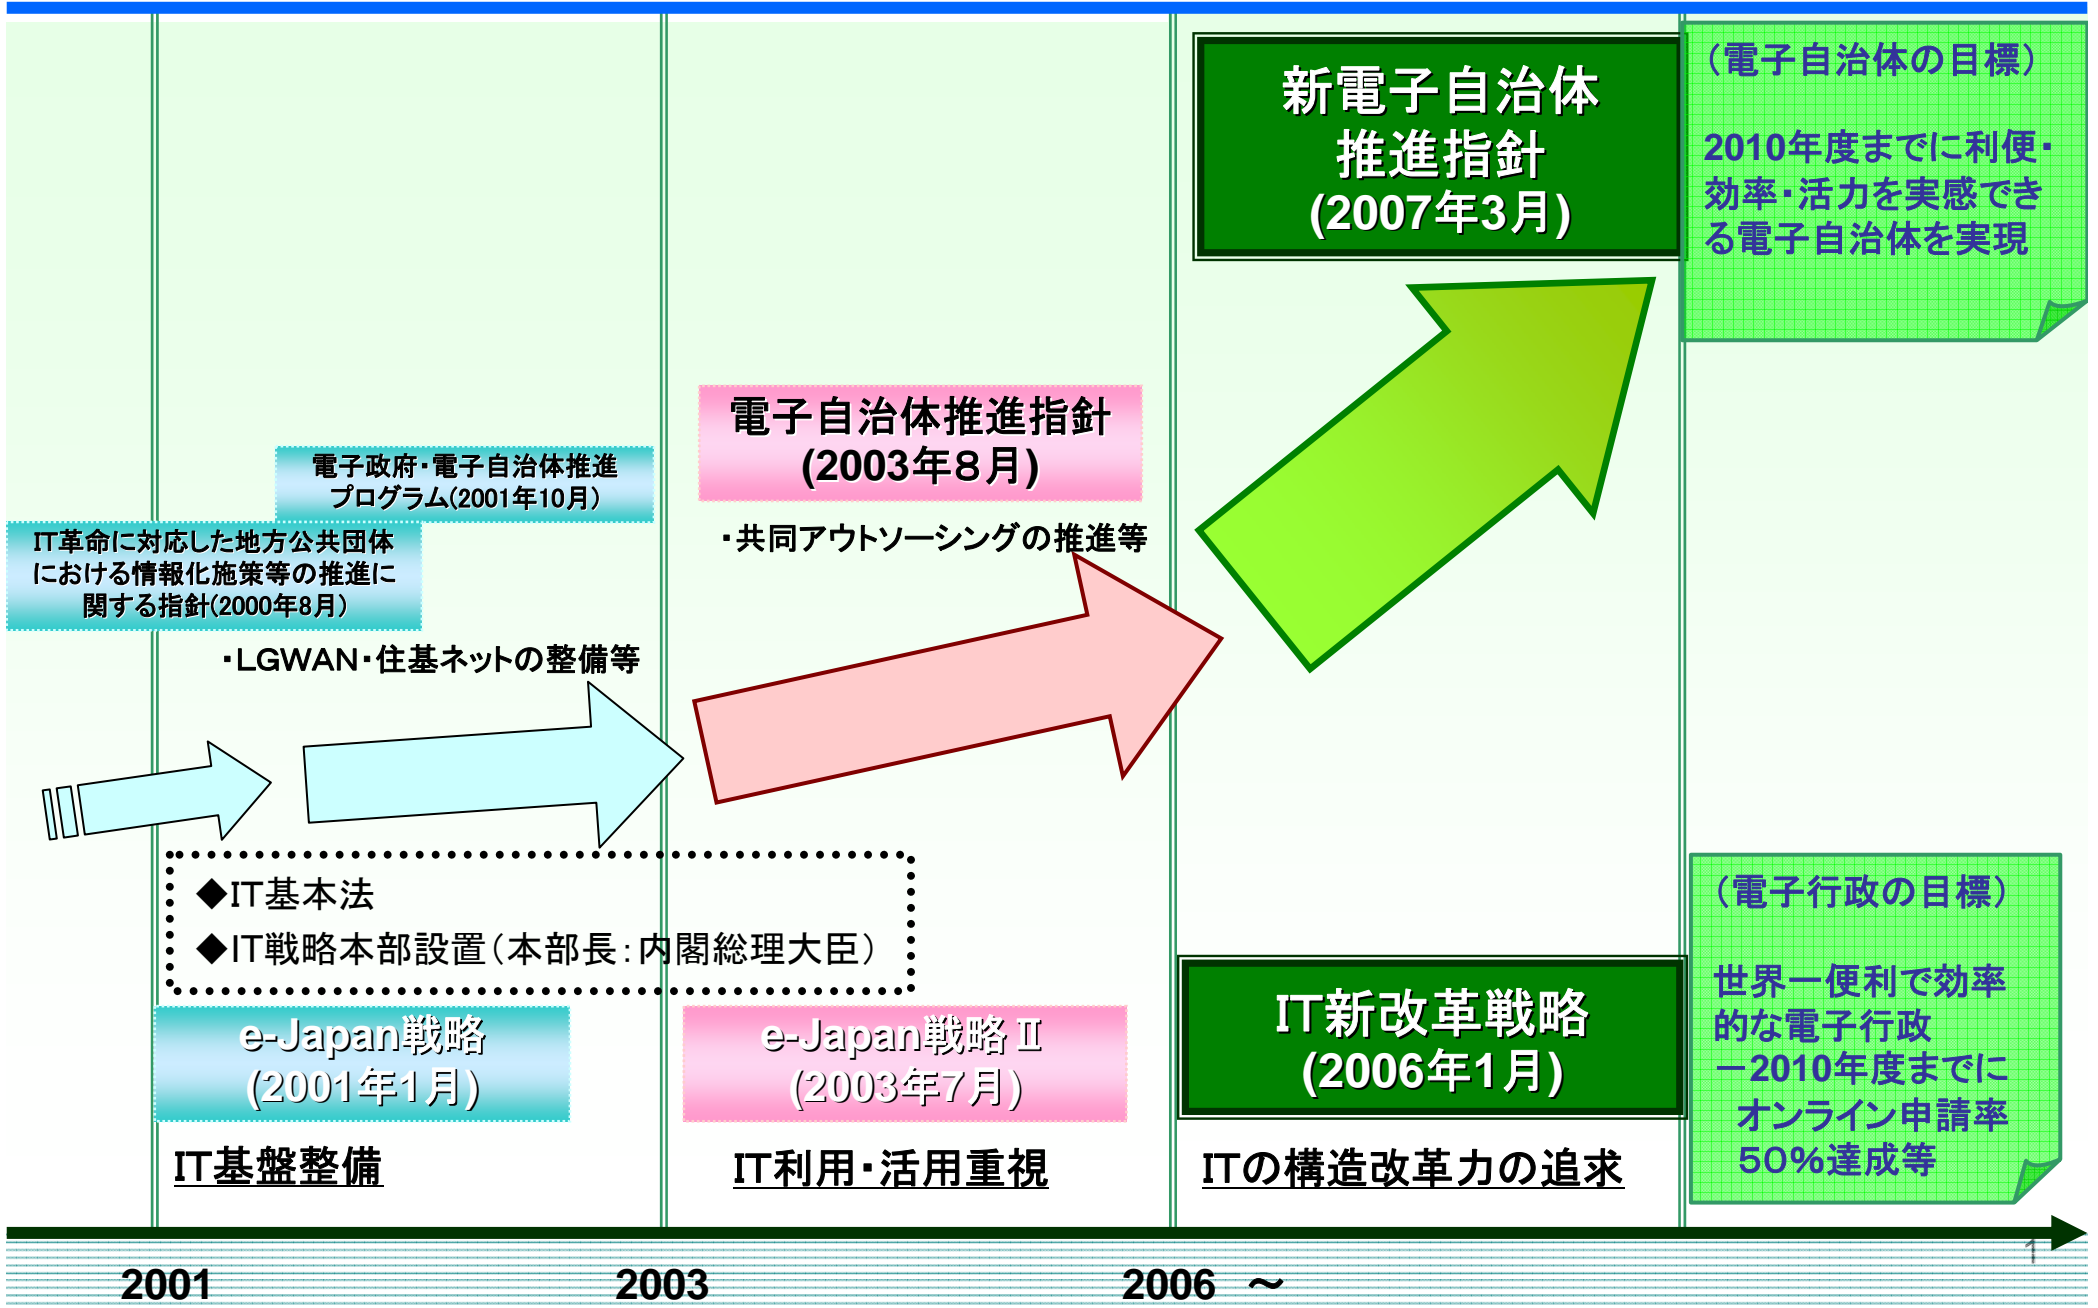 新電子自治体
推進指針
(2007年3月)
（電子自治体の目標）
2010年度までに利便・
効率・活力を実感でき
る電子自治体を実現
電子自治体推進指針
(2003年８月)
・共同アウトソーシングの推進等
電子政府・電子自治体推進
プログラム(2001年10月)
IT革命に対応した地方公共団体
における情報化施策等の推進に
関する指針(2000年8月)
・ＬＧＷＡＮ・住基ネットの整備等
◆IT基本法
◆IT戦略本部設置（本部長：内閣総理大臣）
e-Japan戦略
(2001年1月)
e-Japan戦略Ⅱ
(2003年7月)
IT新改革戦略
(2006年1月)
（電子行政の目標）
世界一便利で効率
的な電子行政
－2010年度までに
オンライン申請率
５０％達成等
IT基盤整備
IT利用・活用重視
ITの構造改革力の追求
1
2001
2003
2006 ～